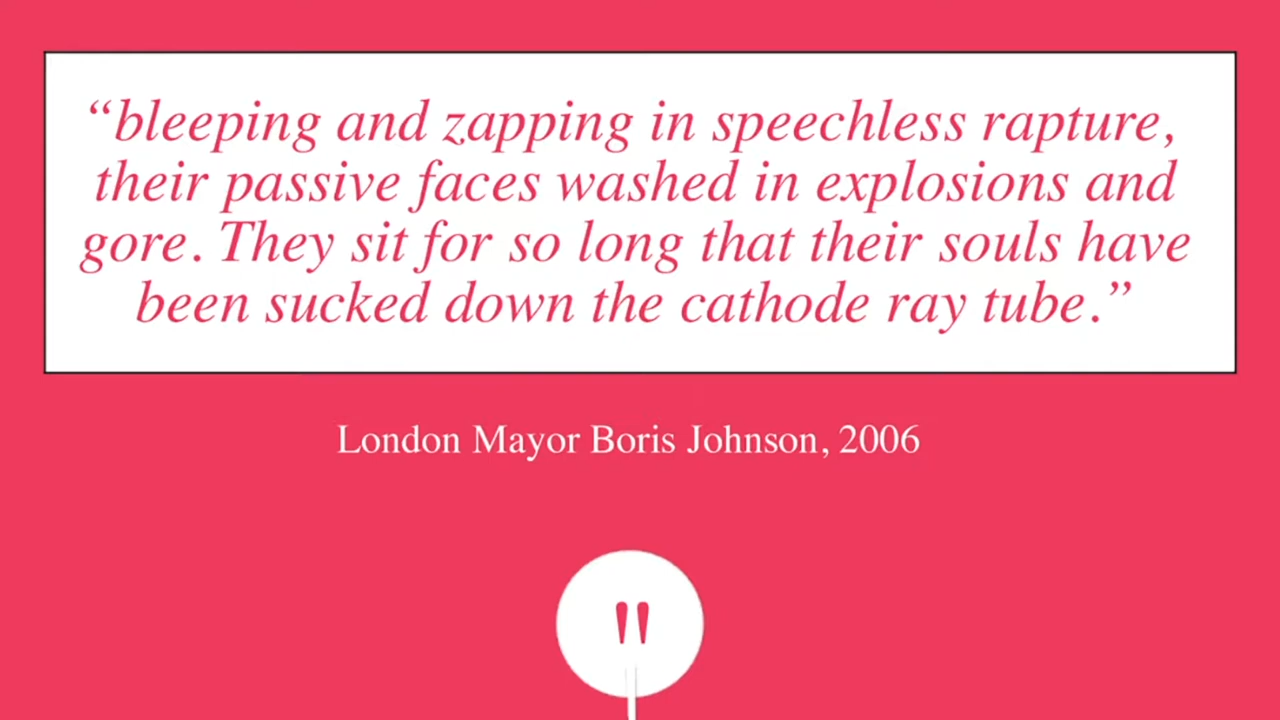 “bleeping and zapping in speechless rapture,
their passive faces washed in explosions and
gore. They sit for so long that their souls have
been sucked down the cathode ray tube.”
London Mayor Boris Johnson, 2006
"